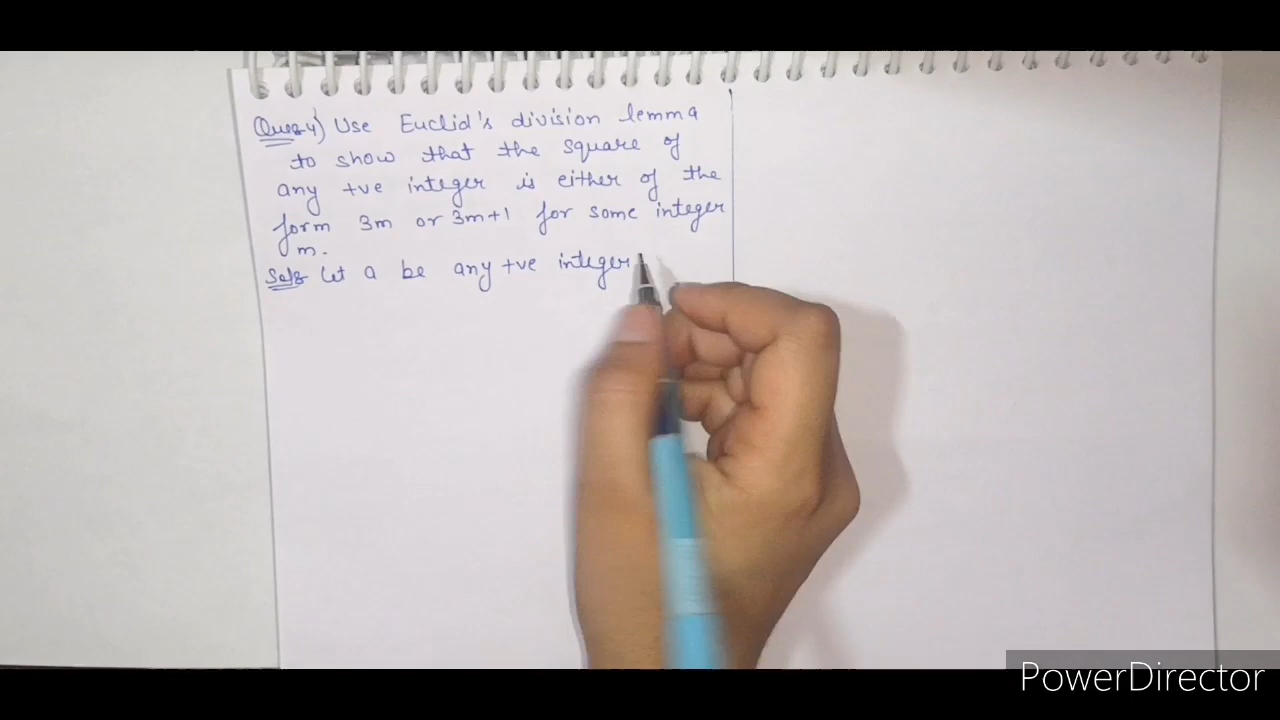 Ques4) Use Euclid's division lemma
to show that the square of
any +ve integer is either of the
form 3m or 3m+1 for some integer
m.
Sol: Let a be any +ve integer
PowerDirector